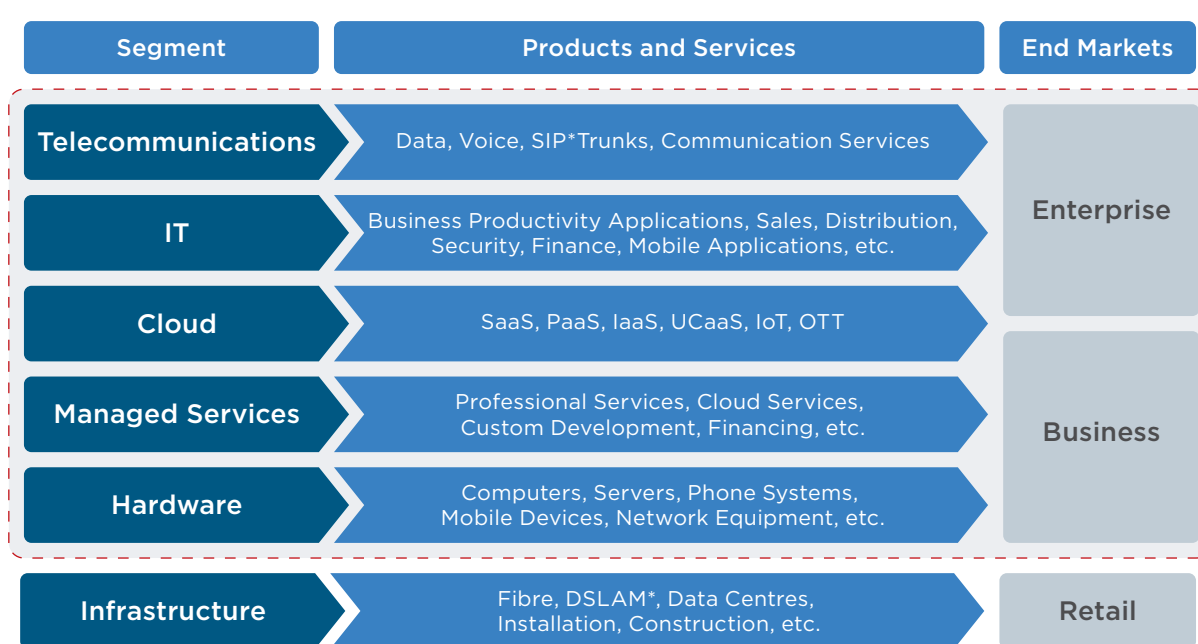 Segment
Products and Services
End Markets
Telecommunications
Data, Voice, SIP*Trunks, Communication Services
IT
Business Productivity Applications, Sales, Distribution,
Security, Finance, Mobile Applications, etc.
Enterprise
Cloud
SaaS, PaaS, IaaS, UCaaS, IoT, OTT
Managed Services
Professional Services, Cloud Services,
Custom Development, Financing, etc.
Business
Hardware
Computers, Servers, Phone Systems,
Mobile Devices, Network Equipment, etc.
Infrastructure
Fibre, DSLAM*, Data Centres,
Installation, Construction, etc.
Retail